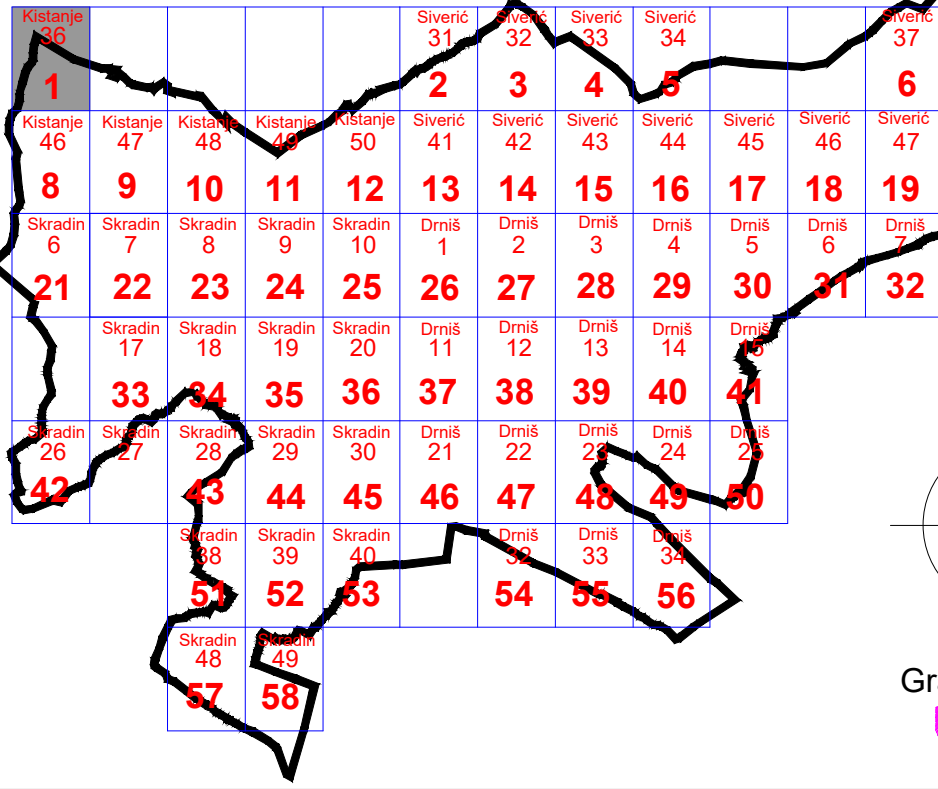 Kistanje Siverić Siverić Siverić Siverić Siverić
36 31 32 33 34 37
1 2 3 4 5 6
Kistanje Kistanje Kistanje Kistanje Kistanje Siverić Siverić Siverić Siverić Siverić Siverić Siverić
46 47 48 49 50 41 42 43 44 45 46 47
8 9 10 11 12 13 14 15 16 17 18 19
Skradin Skradin Skradin Skradin Skradin Drniš Drniš Drniš Drniš Drniš Drniš Drniš
6 7 8 9 10 1 2 3 4 5 6 7
21 22 23 24 25 26 27 28 29 30 31 32
Skradin Skradin Skradin Skradin Drniš Drniš Drniš Drniš Drniš
17 18 19 20 11 12 13 14 15
33 34 35 36 37 38 39 40 41
Skradin Skradin Skradin Skradin Skradin Drniš Drniš Drniš Drniš Drniš
26 27 28 29 30 21 22 23 24 25
42 43 44 45 46 47 48 49 50
Skradin Skradin Skradin Drniš Drniš Drniš
38 39 40 32 33 34
51 52 53 54 55 56
Skradin Skradin
48 49
57 58